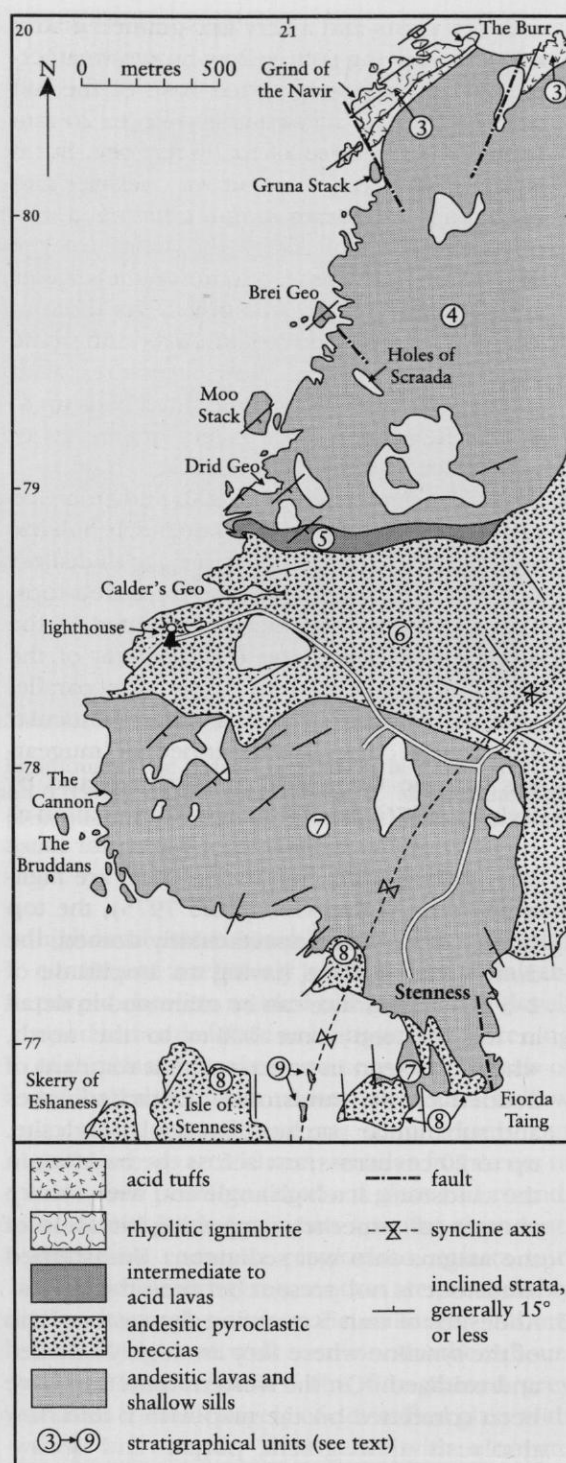 20
21
The Burr
N
0 metres 500
Grind of
the Navir
3
3
Gruna Stack
80
Brei Geo
4
Holes of
Scraada
Moo
Stack
Drid Geo
79
5
Calder's Geo
lighthouse
6
78
The
Cannon
The
Bruddans
7
8
Stenness
77
9
Skerry of
Eshaness
8
Isle of
Stenness
8
Fiorda
Taing
acid tuffs
rhyolitic ignimbrite
intermediate to
acid lavas
andesitic pyroclastic
breccias
andesitic lavas and
shallow sills
3→9 stratigraphical units (see text)
fault
syncline axis
inclined strata,
generally 15°
or less